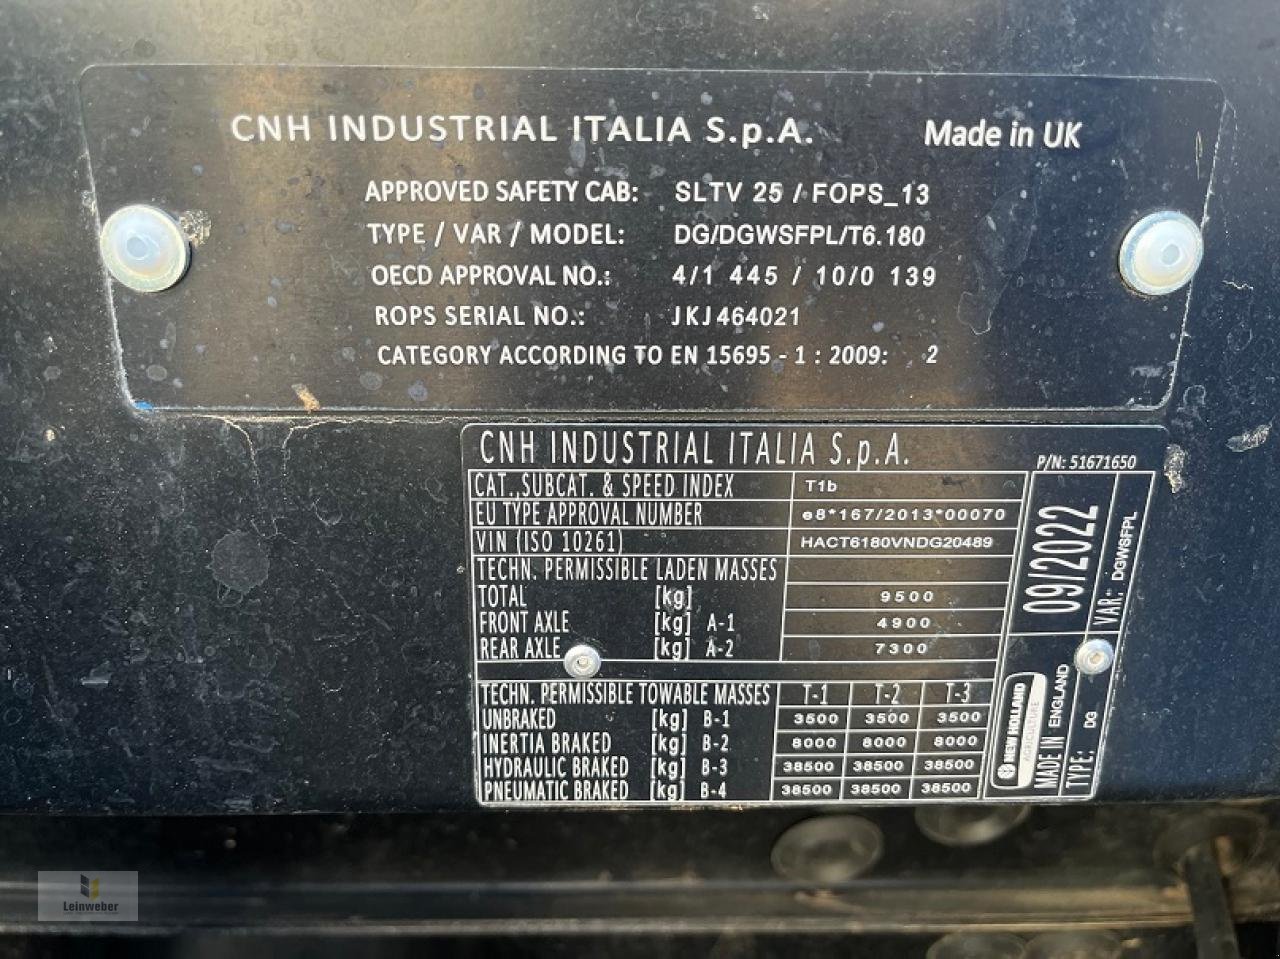 CNH INDUSTRIAL ITALIA S.p.A. Made in UK
APPROVED SAFETY CAB: SLTV 25 / FOPS_13
TYPE / VAR / MODEL: DG/DGWSFPL/T6.180
OECD APPROVAL NO.: 4/1 445 / 10/0 139
ROPS SERIAL NO.: JKJ464021
CATEGORY ACCORDING TO EN 15695 - 1 : 2009: 2
CNH INDUSTRIAL ITALIA S.p.A.
P/N: 51671650
CAT.,SUBCAT. & SPEED INDEX T1b
EU TYPE APPROVAL NUMBER e8*167/2013*00070
VIN (ISO 10261) HACT6180VNDG20489
TECHN. PERMISSIBLE LADEN MASSES
TOTAL [kg] 9500
FRONT AXLE [kg] A-1 4900
REAR AXLE [kg] A-2 7300
TECHN. PERMISSIBLE TOWABLE MASSES T-1 T-2 T-3
UNBRAKED [kg] B-1 3500 3500 3500
INERTIA BRAKED [kg] B-2 8000 8000 8000
HYDRAULIC BRAKED [kg] B-3 38500 38500 38500
PNEUMATIC BRAKED [kg] B-4 38500 38500 38500
09/2022
VAR.: DGWSFPL
NEW HOLLAND
AGRICULTURE
MADE IN ENGLAND
TYPE: DG
Leinweber